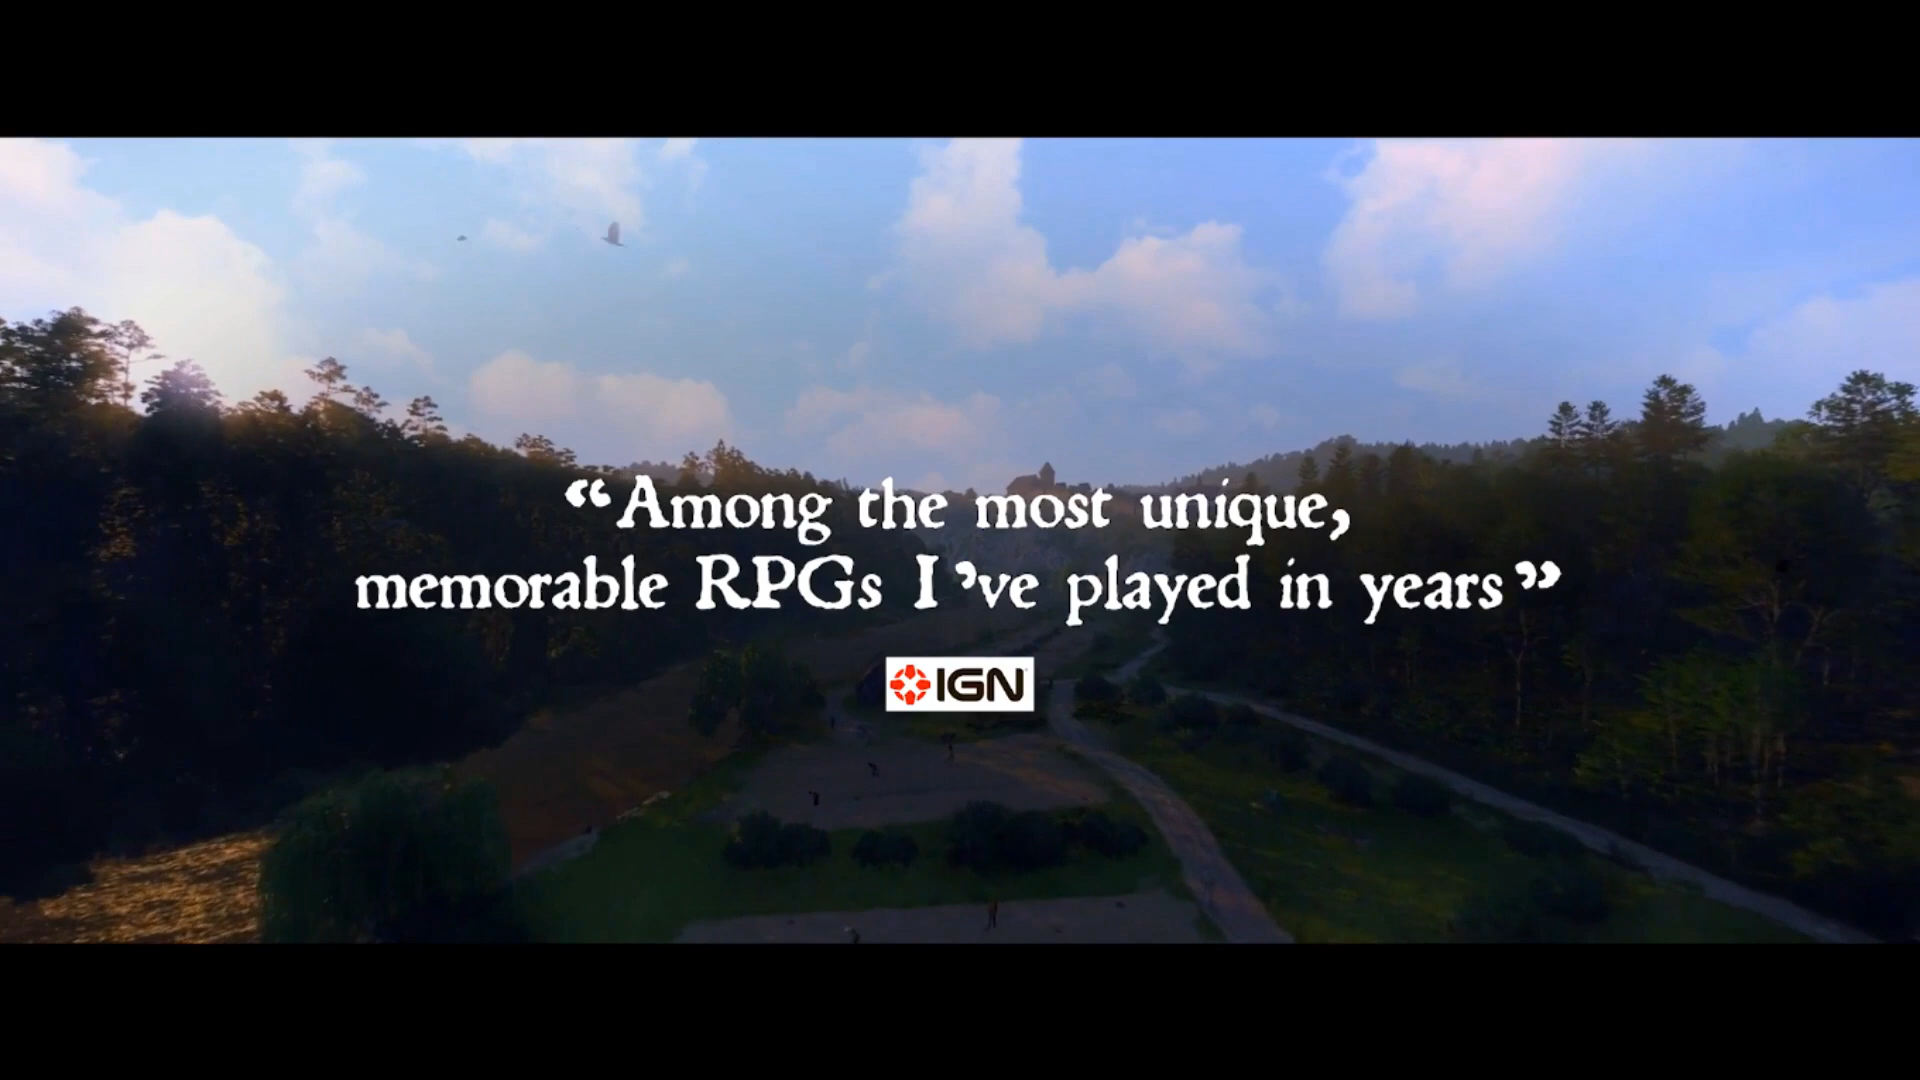 “Among the most unique,
memorable RPGs I’ve played in years”
IGN